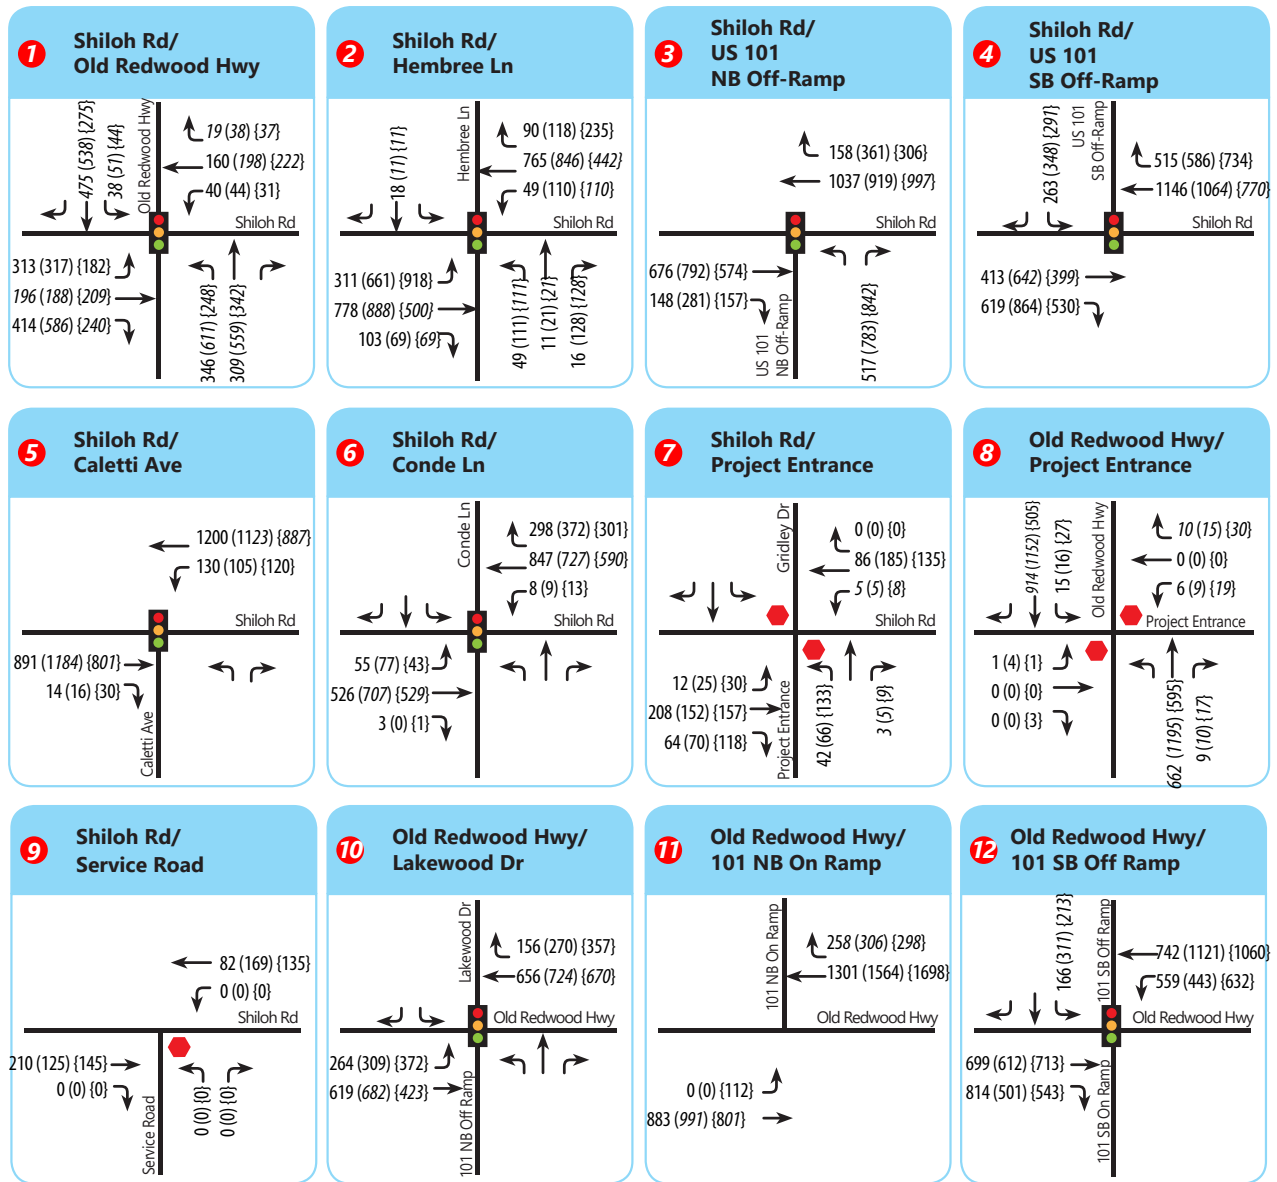 1
Shiloh Rd/
Old Redwood Hwy
475 (538) {275}
38 (51) {44}
Old Redwood Hwy
19 (38) {37}
160 (198) {222}
40 (44) {31}
Shiloh Rd
313 (317) {182}
196 (188) {209}
414 (586) {240}
346 (611) {248}
309 (559) {342}
2
Shiloh Rd/
Hembree Ln
18 (11) {11}
Hembree Ln
90 (118) {235}
765 (846) {442}
49 (110) {110}
Shiloh Rd
311 (661) {918}
778 (888) {500}
103 (69) {69}
49 (111) {111}
11 (21) {21}
16 (128) {128}
3
Shiloh Rd/
US 101
NB Off-Ramp
158 (361) {306}
1037 (919) {997}
Shiloh Rd
676 (792) {574}
148 (281) {157}
US 101
NB Off-Ramp
517 (783) {842}
4
Shiloh Rd/
US 101
SB Off-Ramp
263 (348) {291}
US 101
SB Off-Ramp
515 (586) {734}
1146 (1064) {770}
Shiloh Rd
413 (642) {399}
619 (864) {530}
5
Shiloh Rd/
Caletti Ave
1200 (1123) {887}
130 (105) {120}
Shiloh Rd
891 (1184) {801}
14 (16) {30}
Caletti Ave
6
Shiloh Rd/
Conde Ln
Conde Ln
298 (372) {301}
847 (727) {590}
8 (9) {13}
Shiloh Rd
55 (77) {43}
526 (707) {529}
3 (0) {1}
7
Shiloh Rd/
Project Entrance
Gridley Dr
0 (0) {0}
86 (185) {135}
5 (5) {8}
Shiloh Rd
12 (25) {30}
208 (152) {157}
64 (70) {118}
Project Entrance
42 (66) {133}
3 (5) {9}
8
Old Redwood Hwy/
Project Entrance
914 (1152) {505}
15 (16) {27}
Old Redwood Hwy
10 (15) {30}
0 (0) {0}
6 (9) {19}
Project Entrance
1 (4) {1}
0 (0) {0}
0 (0) {3}
662 (1195) {595}
9 (10) {17}
9
Shiloh Rd/
Service Road
82 (169) {135}
0 (0) {0}
Shiloh Rd
210 (125) {145}
0 (0) {0}
Service Road
0 (0) {0}
0 (0) {0}
10
Old Redwood Hwy/
Lakewood Dr
Lakewood Dr
156 (270) {357}
656 (724) {670}
Old Redwood Hwy
264 (309) {372}
619 (682) {423}
101 NB Off Ramp
11
Old Redwood Hwy/
101 NB On Ramp
101 NB On Ramp
258 (306) {298}
1301 (1564) {1698}
Old Redwood Hwy
0 (0) {112}
883 (991) {801}
12
Old Redwood Hwy/
101 SB Off Ramp
166 (311) {213}
101 SB Off Ramp
742 (1121) {1060}
559 (443) {632}
Old Redwood Hwy
699 (612) {713}
814 (501) {543}
101 SB On Ramp